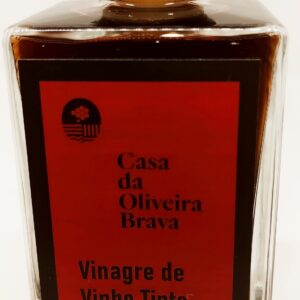 Casa
da
Oliveira
Brava
Vinagre de
Vinho Tinto